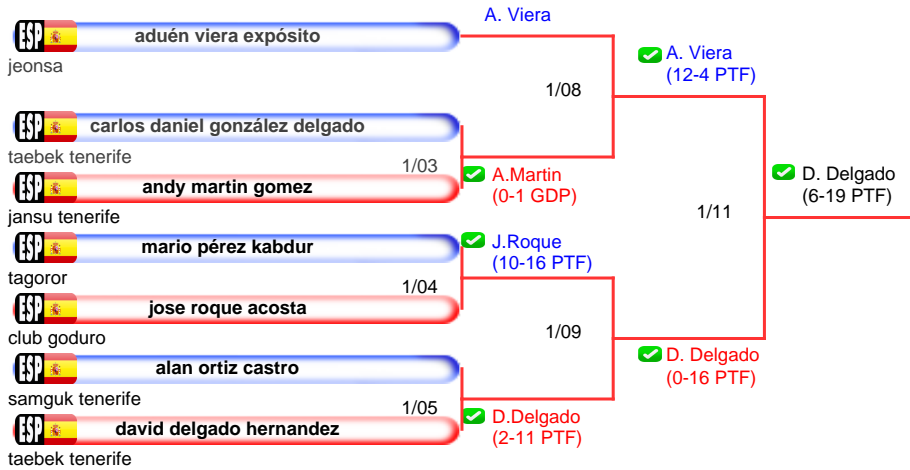 A. Viera
ESP aduén viera expósito
jeonsa
A. Viera
(12-4 PTF)
1/08
ESP carlos daniel gonzález delgado
taebek tenerife
1/03
A.Martin
(0-1 GDP)
ESP andy martin gomez
jansu tenerife
D. Delgado
(6-19 PTF)
1/11
ESP mario pérez kabdur
tagoror
J.Roque
(10-16 PTF)
1/04
ESP jose roque acosta
club goduro
1/09
D. Delgado
(0-16 PTF)
ESP alan ortiz castro
samguk tenerife
1/05
D.Delgado
(2-11 PTF)
ESP david delgado hernandez
taebek tenerife